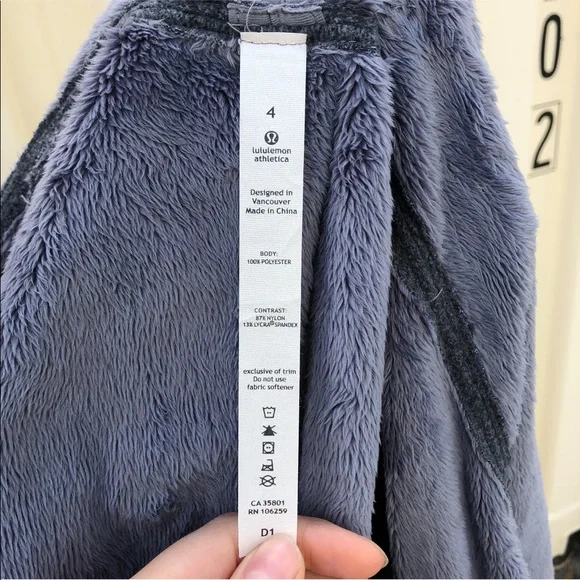 4
lululemon
athletica
Designed in
Vancouver
Made in China
BODY:
100% POLYESTER
CONTRAST:
87% NYLON
13% LYCRA® SPANDEX
exclusive of trim
Do not use
fabric softener
CA 35801
RN 106259
D1
0
2